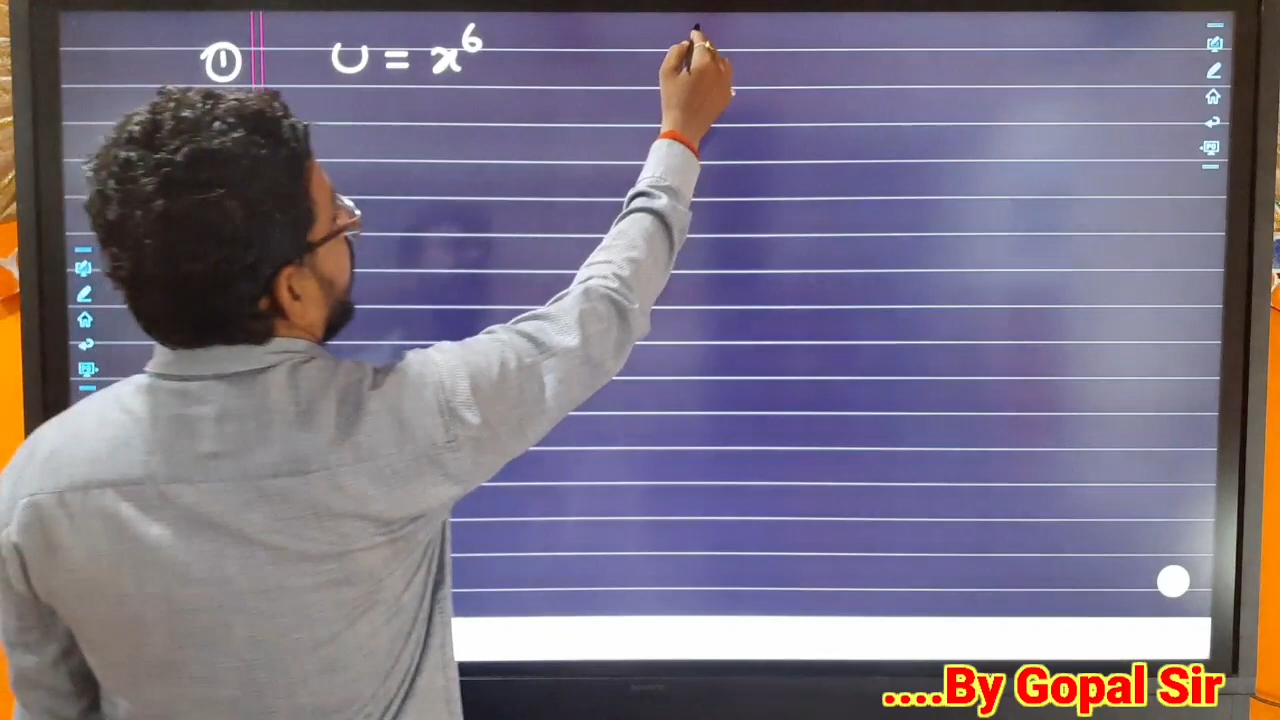 ① U = x⁶
....By Gopal Sir